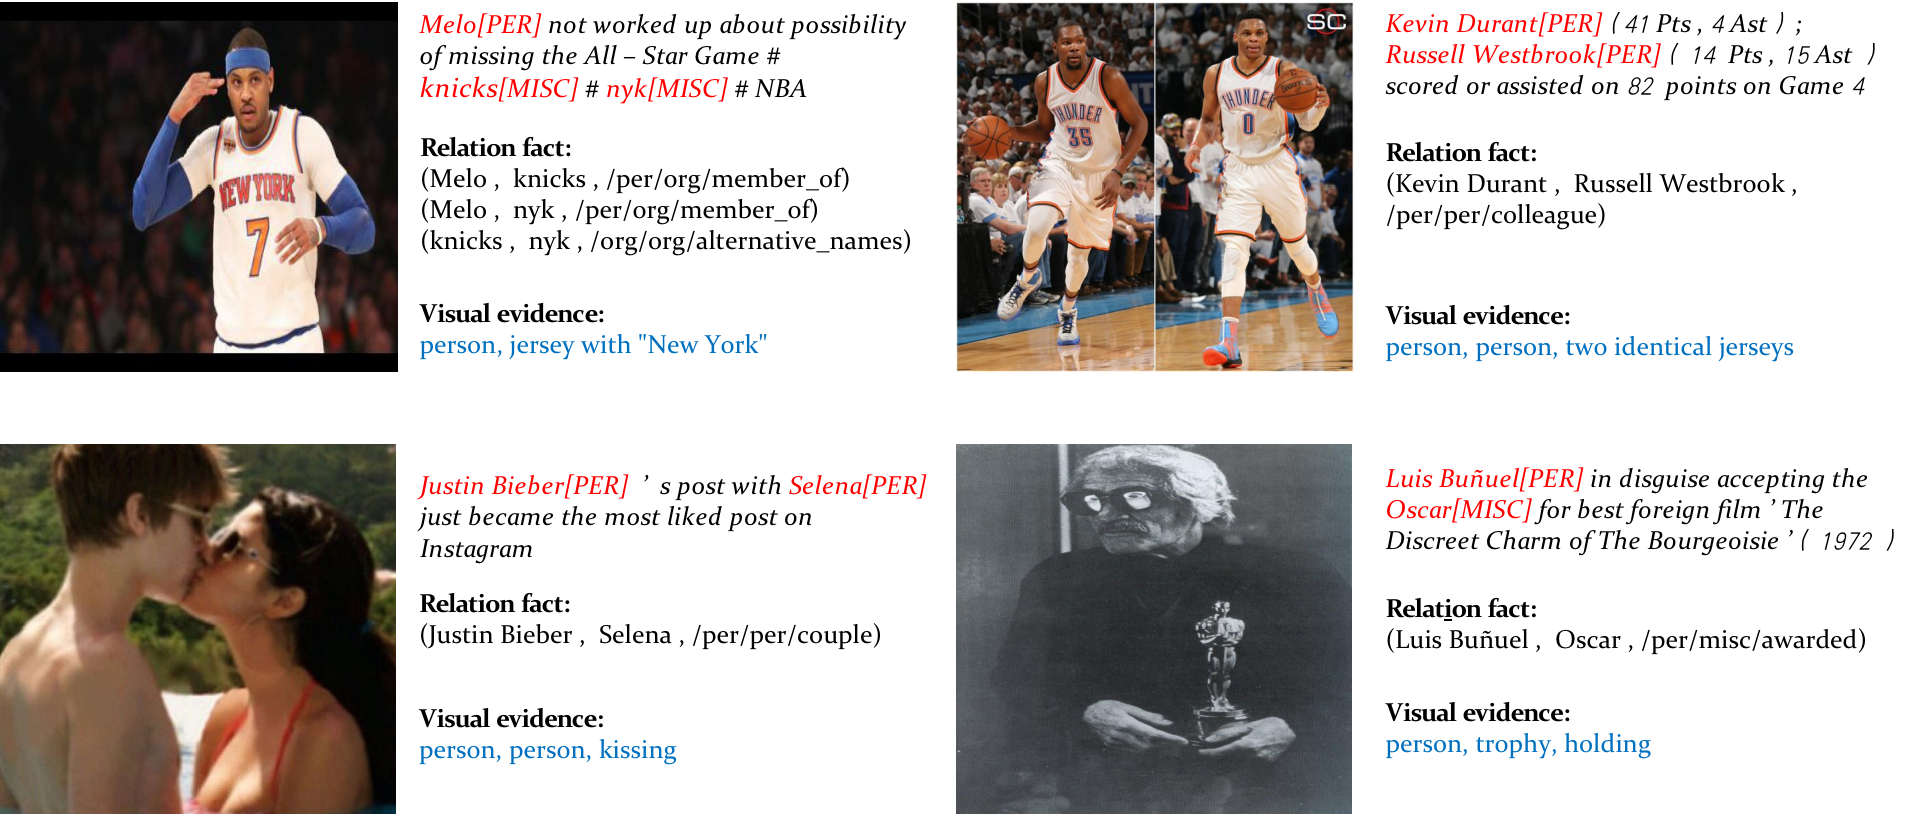 NEW YORK
7
Melo[PER] not worked up about possibility
of missing the All – Star Game #
knicks[MISC] # nyk[MISC] # NBA
Relation fact:
(Melo , knicks , /per/org/member_of)
(Melo , nyk , /per/org/member_of)
(knicks , nyk , /org/org/alternative_names)
Visual evidence:
person, jersey with "New York"
SC
THUNDER
35
THUNDER
0
Kevin Durant[PER] ( 41 Pts , 4 Ast ) ;
Russell Westbrook[PER] ( 14 Pts , 15 Ast )
scored or assisted on 82 points on Game 4
Relation fact:
(Kevin Durant , Russell Westbrook ,
/per/per/colleague)
Visual evidence:
person, person, two identical jerseys
Justin Bieber[PER] ’ s post with Selena[PER]
just became the most liked post on
Instagram
Relation fact:
(Justin Bieber , Selena , /per/per/couple)
Visual evidence:
person, person, kissing
Luis Buñuel[PER] in disguise accepting the
Oscar[MISC] for best foreign film ’ The
Discreet Charm of The Bourgeoisie ’ ( 1972 )
Relation fact:
(Luis Buñuel , Oscar , /per/misc/awarded)
Visual evidence:
person, trophy, holding